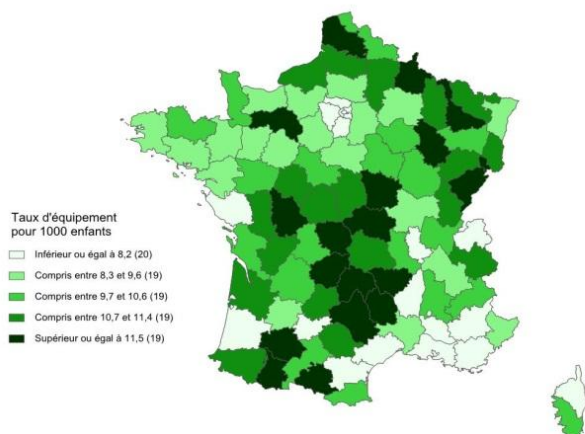 Taux d'équipement
pour 1000 enfants
Inférieur ou égal à 8,2 (20)
Compris entre 8,3 et 9,6 (19)
Compris entre 9,7 et 10,6 (19)
Compris entre 10,7 et 11,4 (19)
Supérieur ou égal à 11,5 (19)